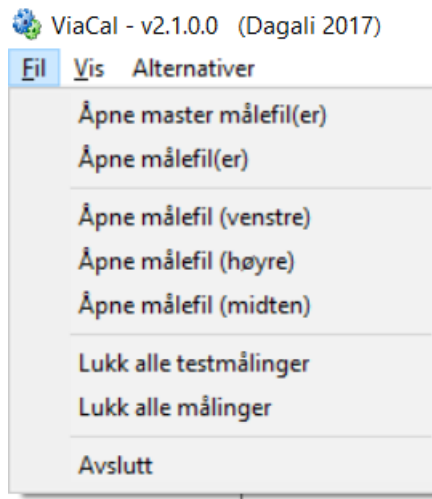 ViaCal - v2.1.0.0 (Dagali 2017)
Fil Vis Alternativer
Åpne master målefil(er)
Åpne målefil(er)
Åpne målefil (venstre)
Åpne målefil (høyre)
Åpne målefil (midten)
Lukk alle testmålinger
Lukk alle målinger
Avslutt